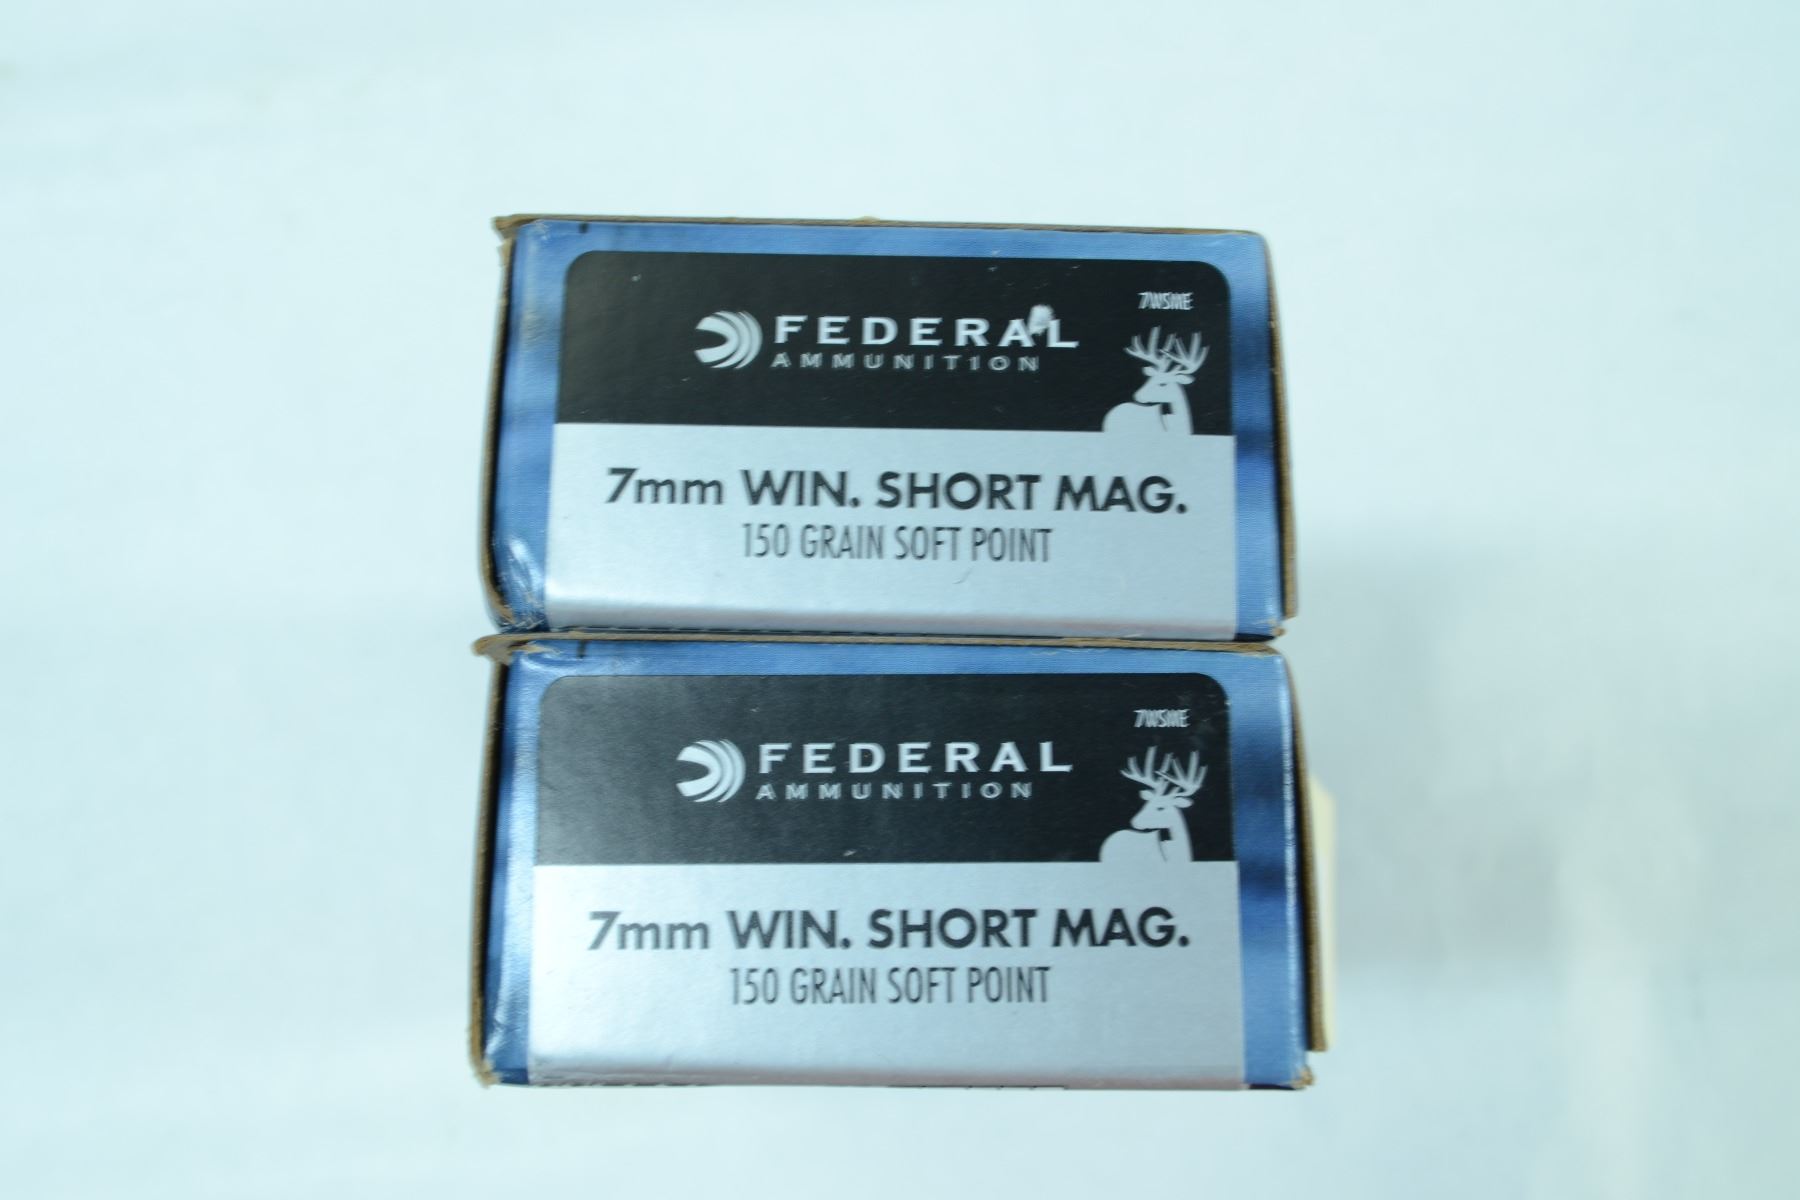 7WSME
FEDERAL
AMMUNITION
7mm WIN. SHORT MAG.
150 GRAIN SOFT POINT
7WSME
FEDERAL
AMMUNITION
7mm WIN. SHORT MAG.
150 GRAIN SOFT POINT